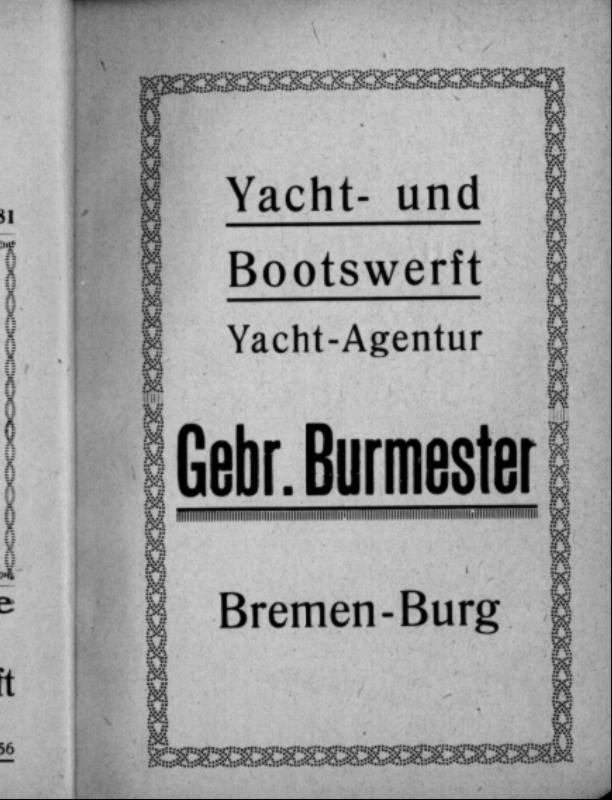 Yacht- und
Bootswerft
Yacht-Agentur
Gebr. Burmester
Bremen-Burg